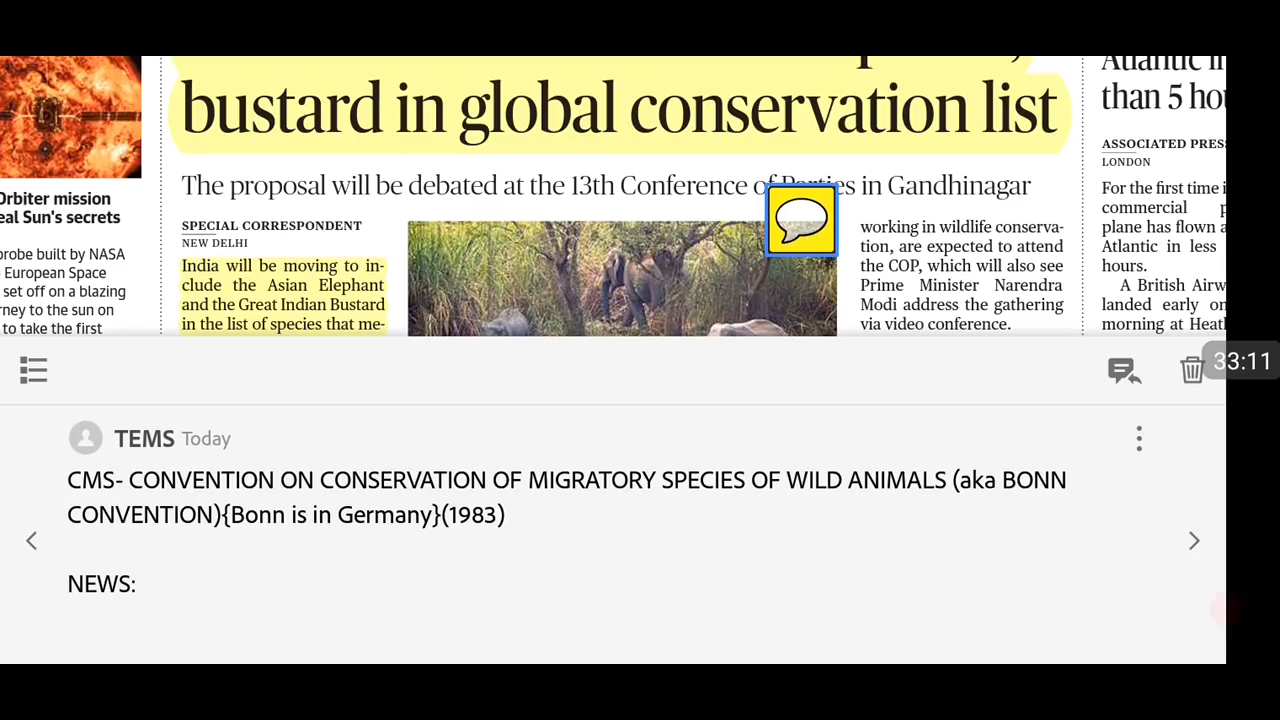 bustard in global conservation list
Atlantic in
than 5 hou
The proposal will be debated at the 13th Conference of Parties in Gandhinagar
Orbiter mission
eal Sun's secrets
probe built by NASA
European Space
set off on a blazing
rney to the sun on
to take the first
SPECIAL CORRESPONDENT
NEW DELHI
India will be moving to in-
clude the Asian Elephant
and the Great Indian Bustard
in the list of species that me-
working in wildlife conserva-
tion, are expected to attend
the COP, which will also see
Prime Minister Narendra
Modi address the gathering
via video conference.
ASSOCIATED PRESS
LONDON
For the first time i
commercial p
plane has flown a
Atlantic in less
hours.
A British Airw
landed early on
morning at Heat
33:11
TEMS Today
CMS- CONVENTION ON CONSERVATION OF MIGRATORY SPECIES OF WILD ANIMALS (aka BONN
CONVENTION){Bonn is in Germany}(1983)
NEWS: